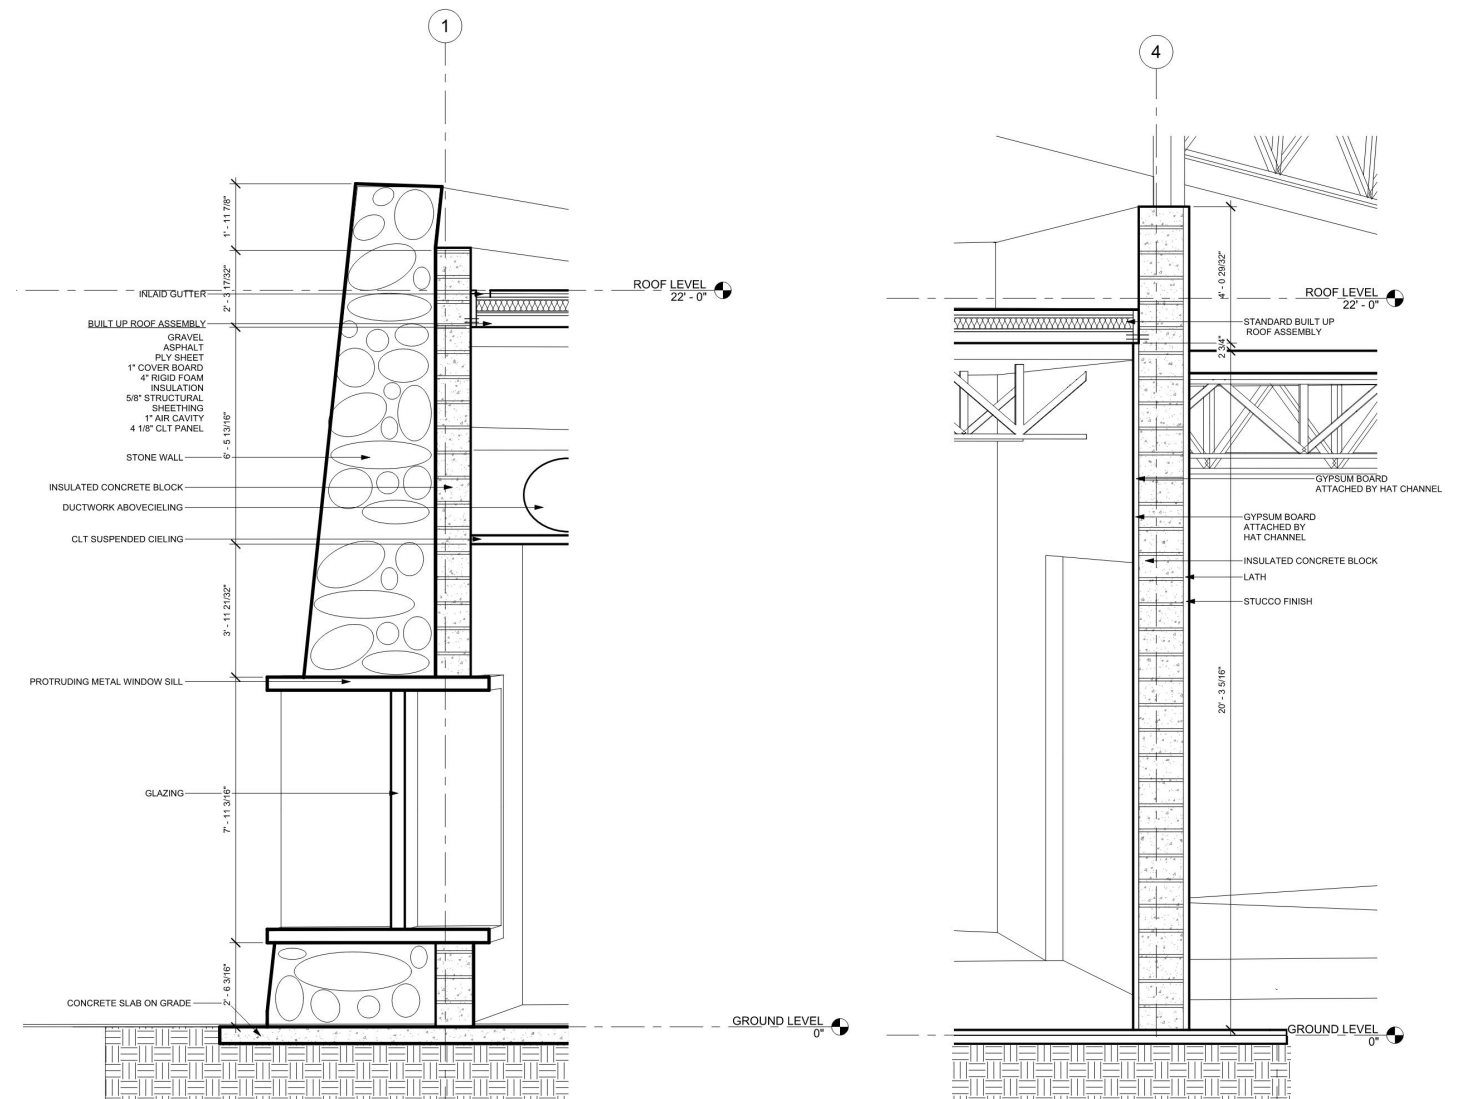 1
1' - 11 7/8"
2' - 3 17/32"
INLAID GUTTER
ROOF LEVEL
22' - 0"
BUILT UP ROOF ASSEMBLY
GRAVEL
ASPHALT
PLY SHEET
1" COVER BOARD
4" RIGID FOAM
INSULATION
5/8" STRUCTURAL
SHEETHING
1" AIR CAVITY
4 1/8" CLT PANEL
6' - 5 13/16"
STONE WALL
INSULATED CONCRETE BLOCK
DUCTWORK ABOVECIELING
CLT SUSPENDED CIELING
3' - 11 21/32"
PROTRUDING METAL WINDOW SILL
GLAZING
7' - 11 3/16"
2' - 6 3/16"
CONCRETE SLAB ON GRADE
GROUND LEVEL
0"
4
4' - 0 29/32"
ROOF LEVEL
22' - 0"
STANDARD BUILT UP
ROOF ASSEMBLY
2 3/4"
GYPSUM BOARD
ATTACHED BY HAT CHANNEL
GYPSUM BOARD
ATTACHED BY
HAT CHANNEL
INSULATED CONCRETE BLOCK
LATH
STUCCO FINISH
20' - 3 5/16"
GROUND LEVEL
0"